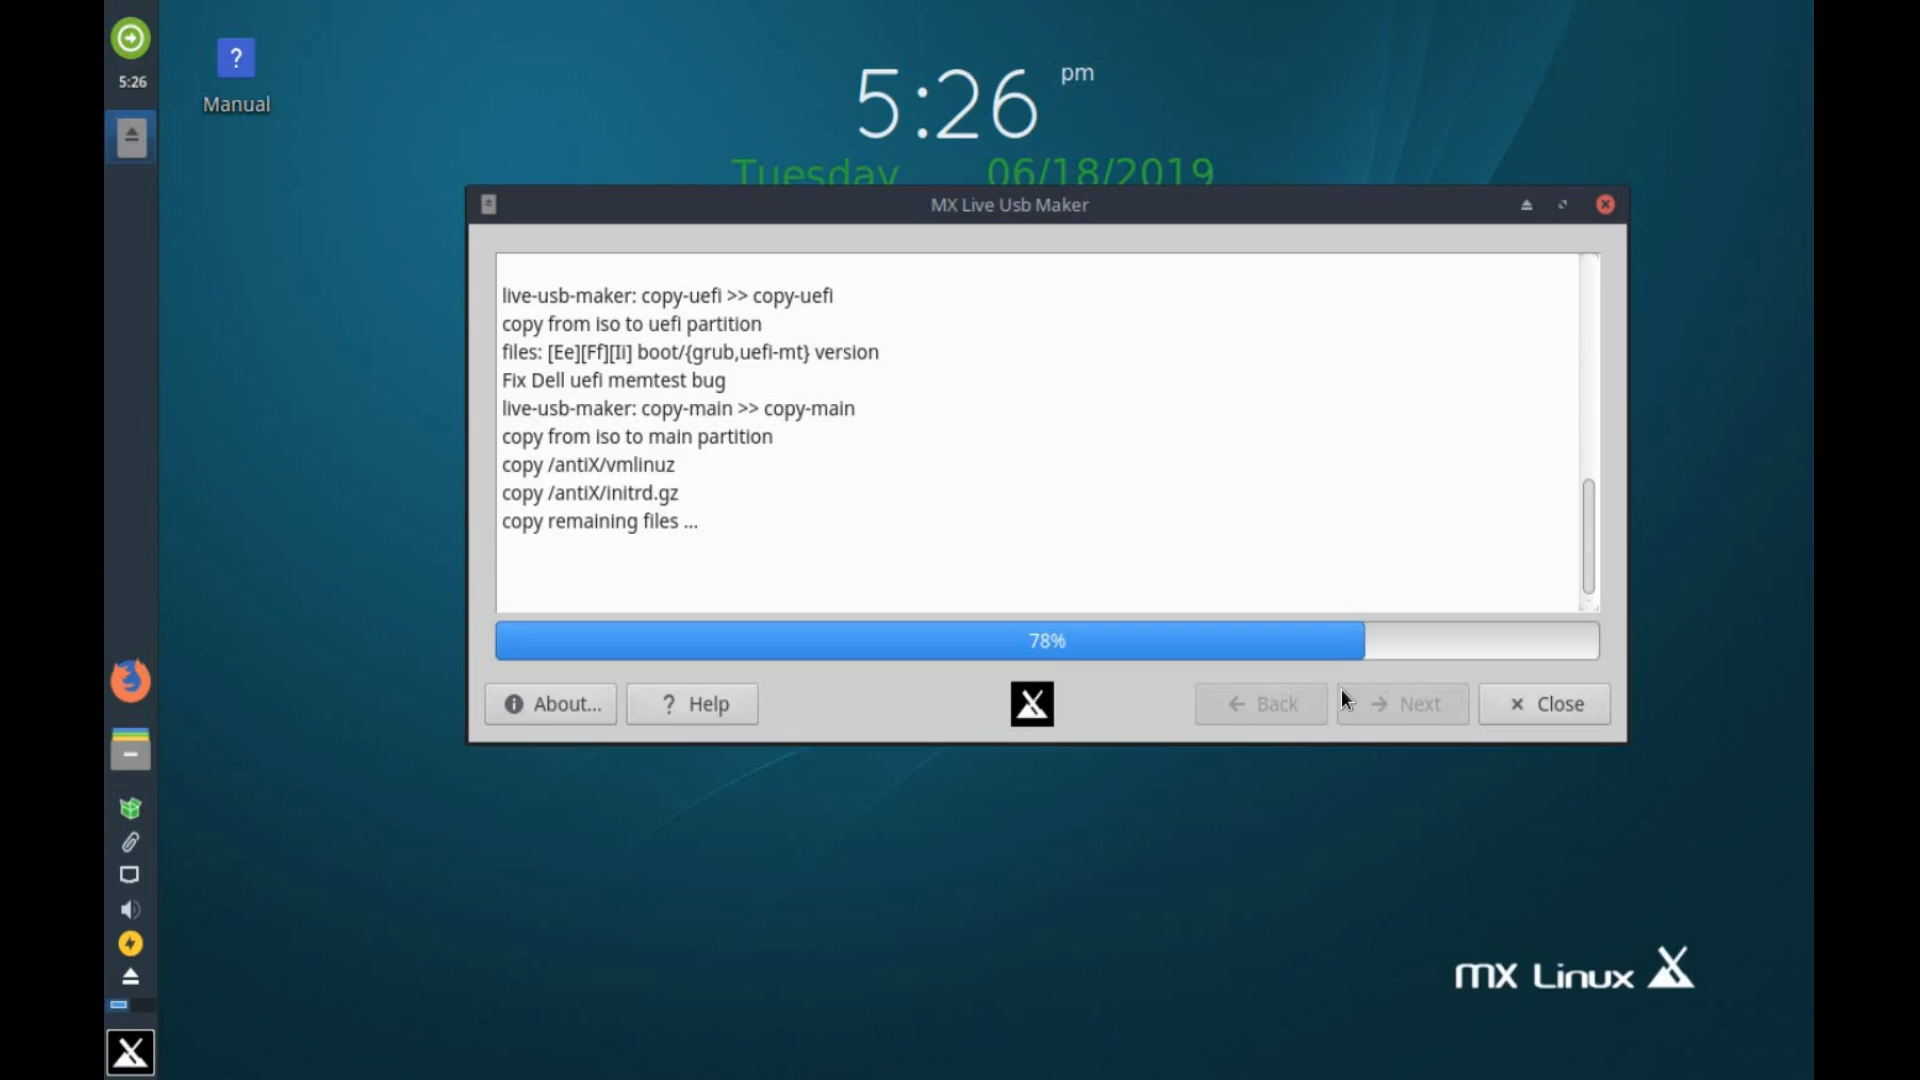 5:26
?
Manual
5:26 pm
Tuesday 06/18/2019
MX Live Usb Maker
live-usb-maker: copy-uefi >> copy-uefi
copy from iso to uefi partition
files: [Ee][Ff][Ii] boot/{grub,uefi-mt} version
Fix Dell uefi memtest bug
live-usb-maker: copy-main >> copy-main
copy from iso to main partition
copy /antiX/vmlinuz
copy /antiX/initrd.gz
copy remaining files ...
78%
About...
? Help
Back
Next
Close
MX Linux